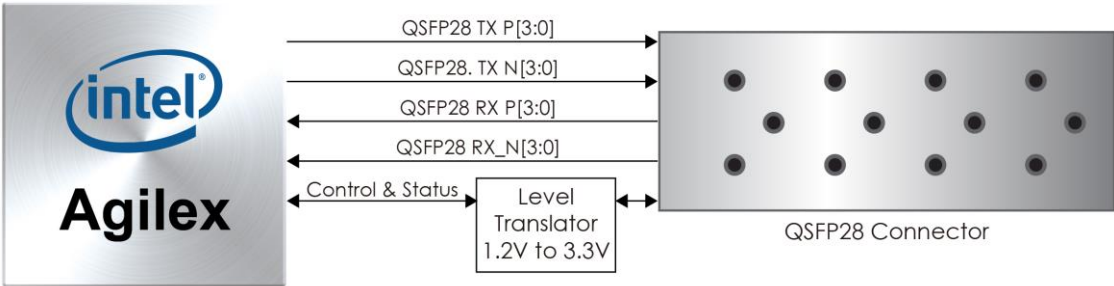 intel®
Agilex
QSFP28 TX P[3:0]
QSFP28. TX N[3:0]
QSFP28 RX P[3:0]
QSFP28 RX_N[3:0]
Control & Status
Level
Translator
1.2V to 3.3V
QSFP28 Connector